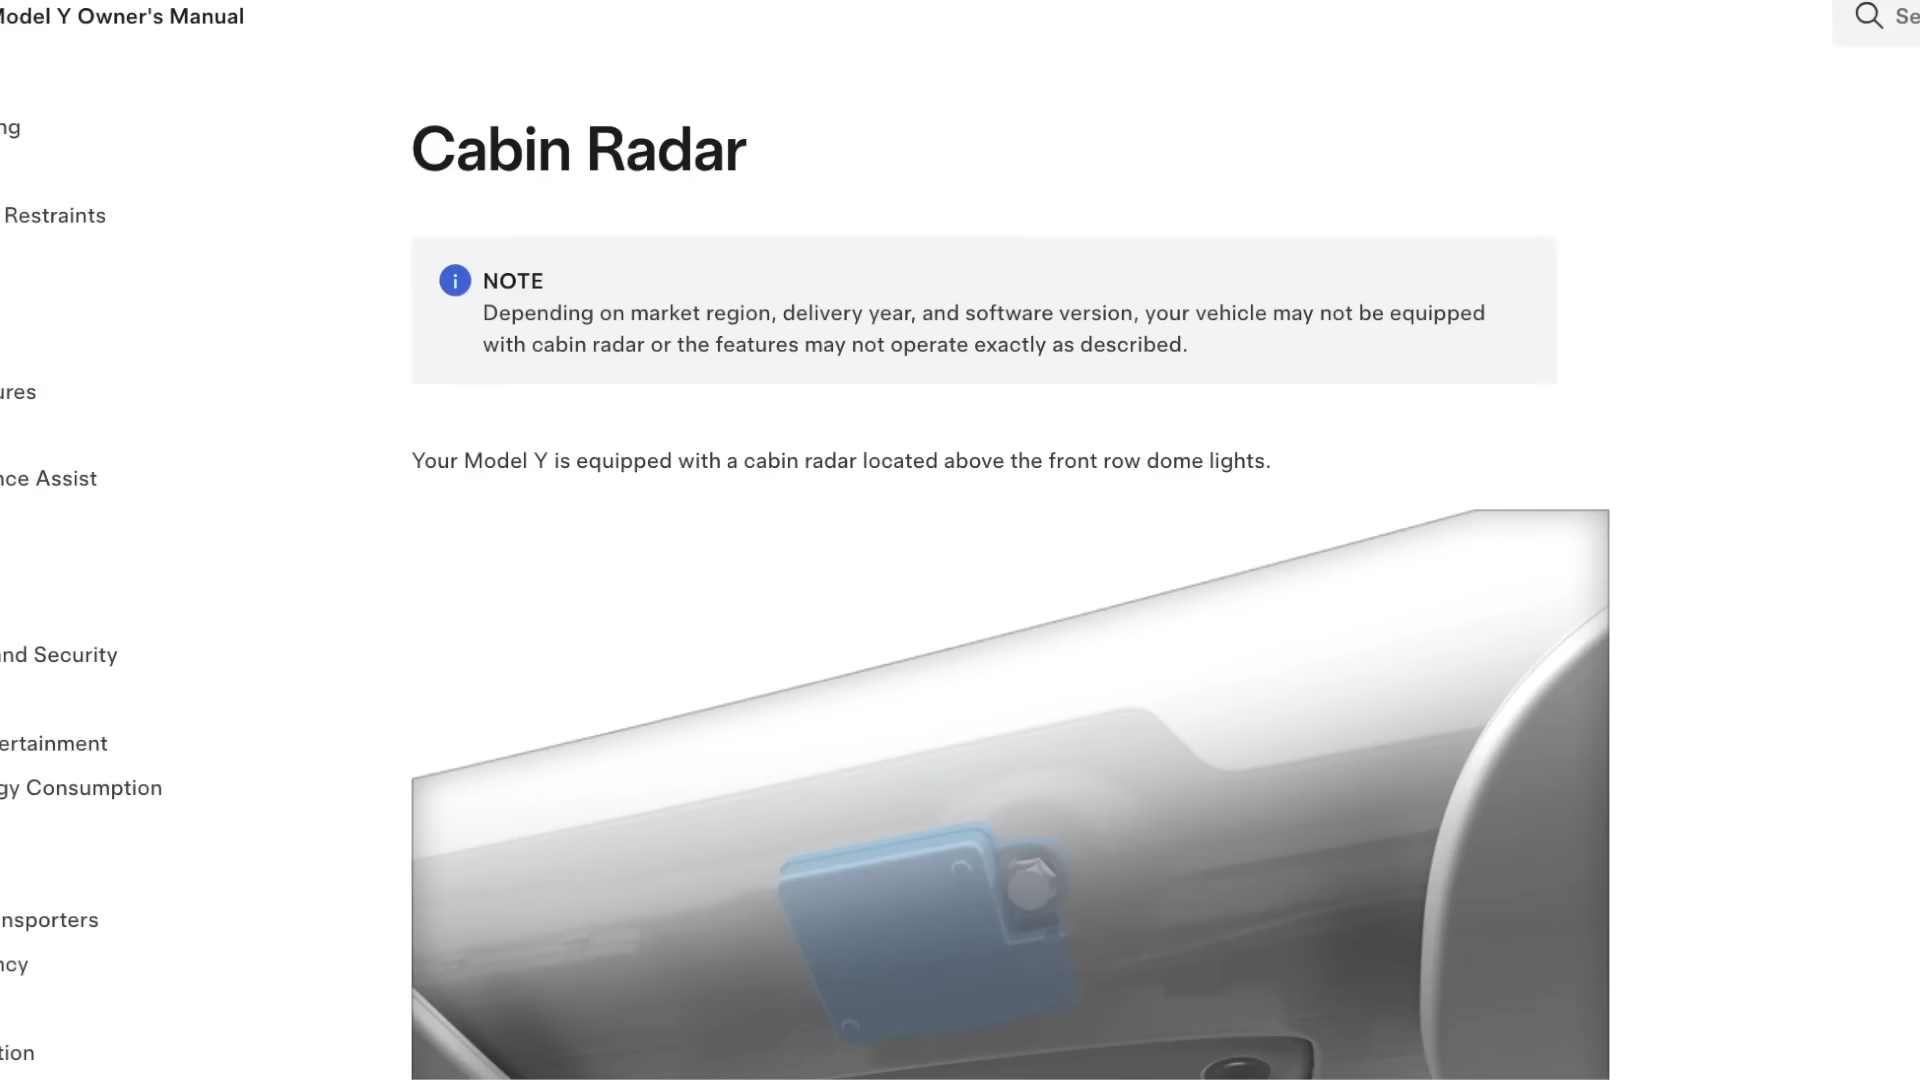 Model Y Owner's Manual
Se
ng
Cabin Radar
Restraints
NOTE
Depending on market region, delivery year, and software version, your vehicle may not be equipped
with cabin radar or the features may not operate exactly as described.
ures
Your Model Y is equipped with a cabin radar located above the front row dome lights.
nce Assist
and Security
ertainment
gy Consumption
nsporters
ncy
tion